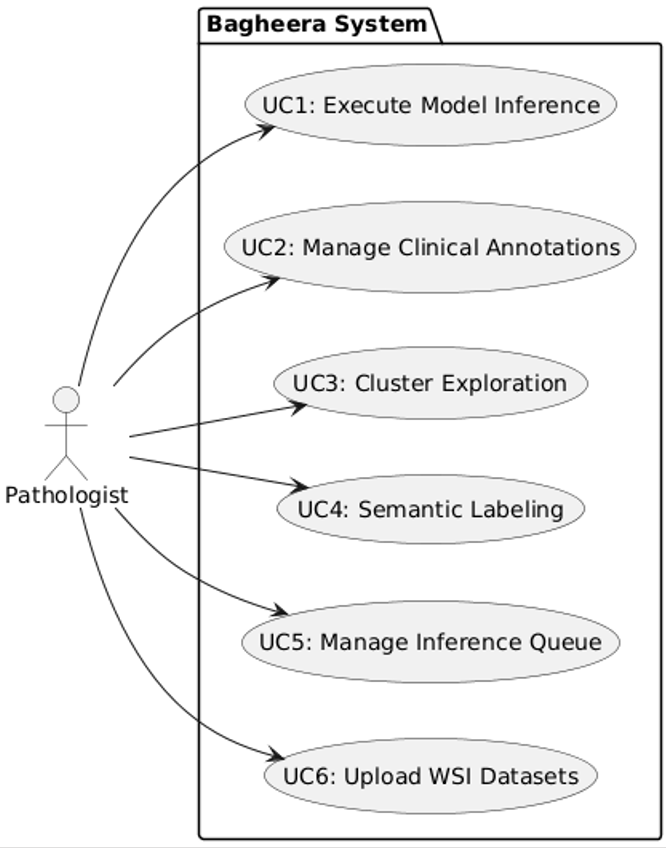 Bagheera System
UC1: Execute Model Inference
UC2: Manage Clinical Annotations
UC3: Cluster Exploration
Pathologist
UC4: Semantic Labeling
UC5: Manage Inference Queue
UC6: Upload WSI Datasets